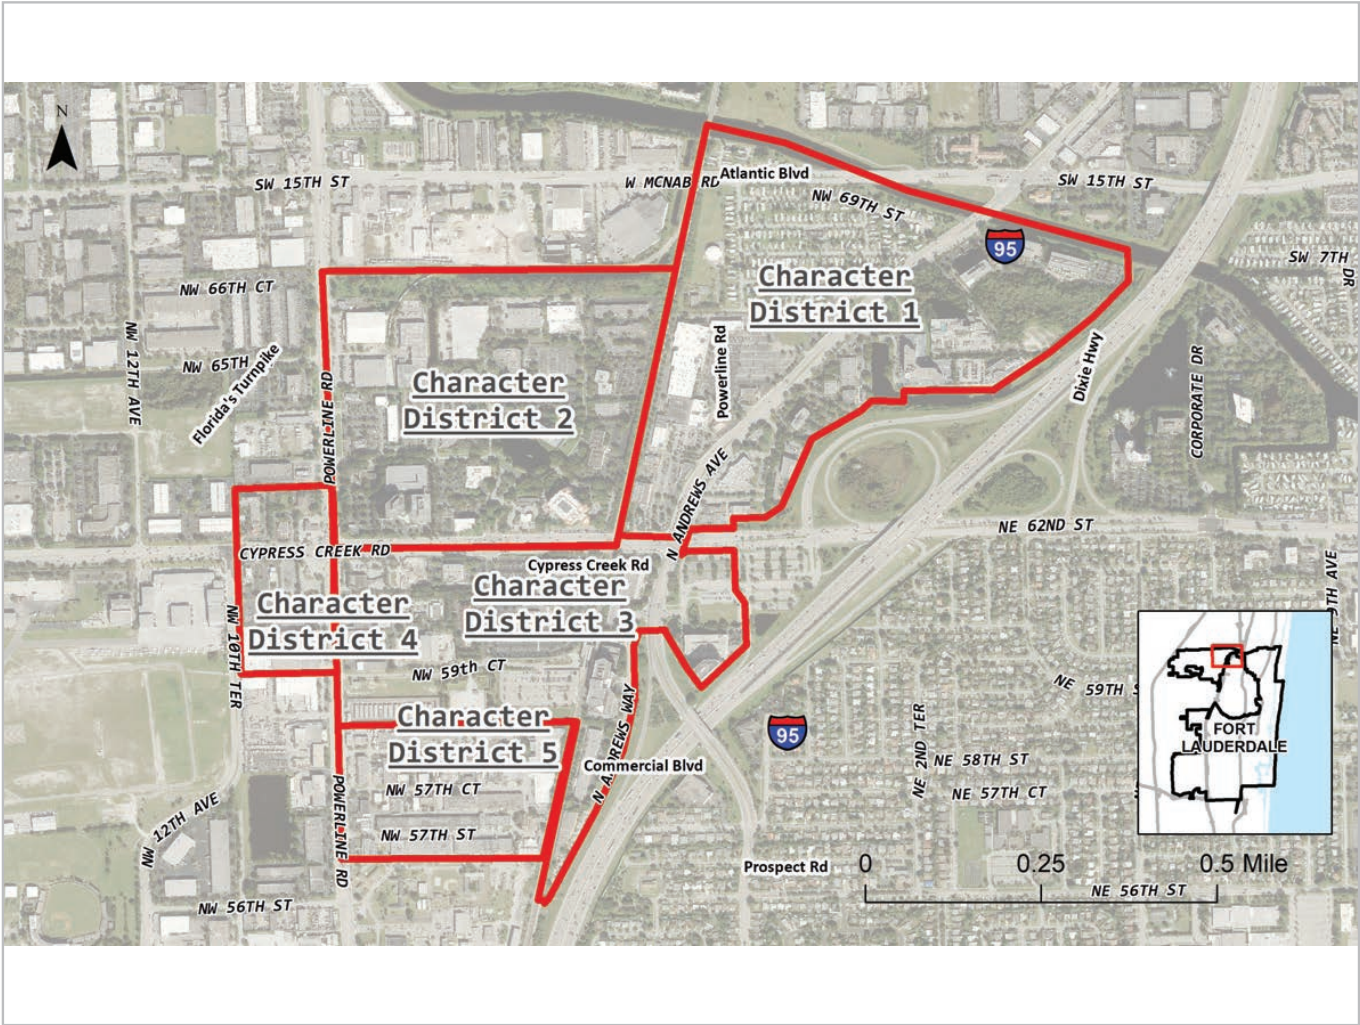 N
SW 15TH ST
W MCNAB RD
Atlantic Blvd
SW 15TH ST
NW 69TH ST
95
SW 7TH
DR
NW 66TH CT
Character
District 1
NW 12TH AVE
NW 65TH
Florida's Turnpike
POWERLINE RD
Character
District 2
Powerline Rd
Dixie Hwy
CORPORATE DR
N ANDREWS AVE
NE 62ND ST
CYPRESS CREEK RD
Cypress Creek Rd
Character
District 3
Character
District 4
NW 10TH TER
NW 59th CT
NE 59TH
Character
District 5
N ANDREWS WAY
95
Commercial Blvd
NE 2ND TER
NE 58TH ST
NE 57TH CT
NW 57TH CT
NW 57TH ST
POWERLINE RD
NW 12TH AVE
NW 56TH ST
Prospect Rd
FORT
LAUDERDALE
0 0.25 0.5 Mile
NE 56TH ST